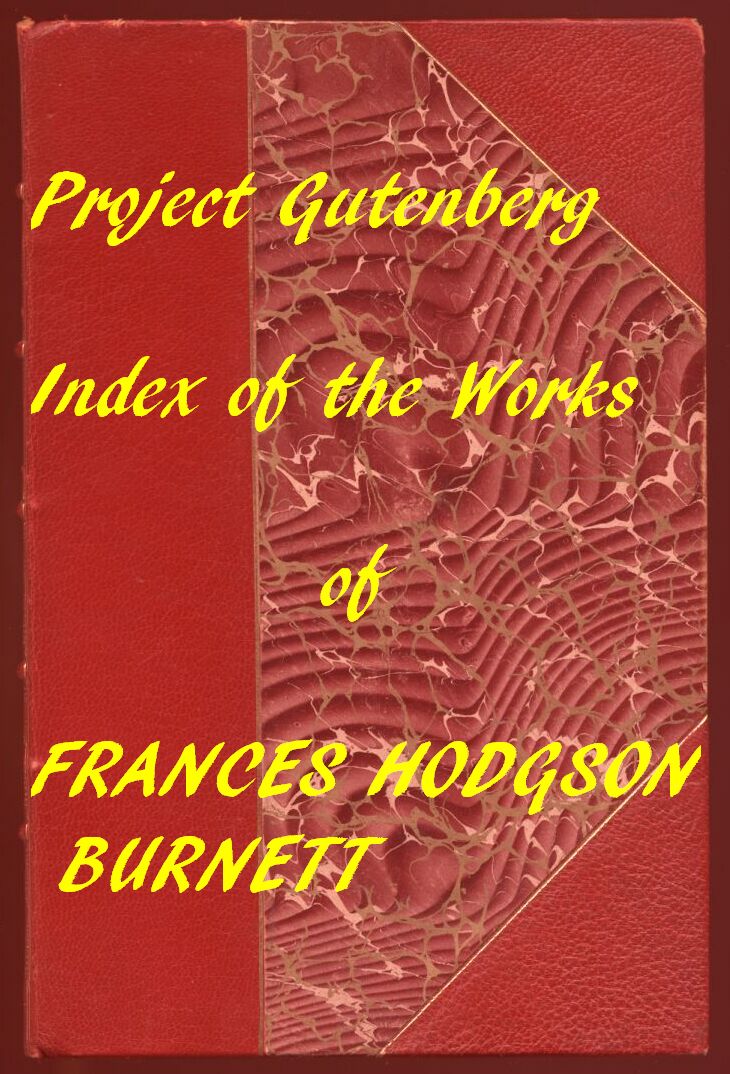 Project Gutenberg
Index of the Works
of
FRANCES HODGSON
BURNETT